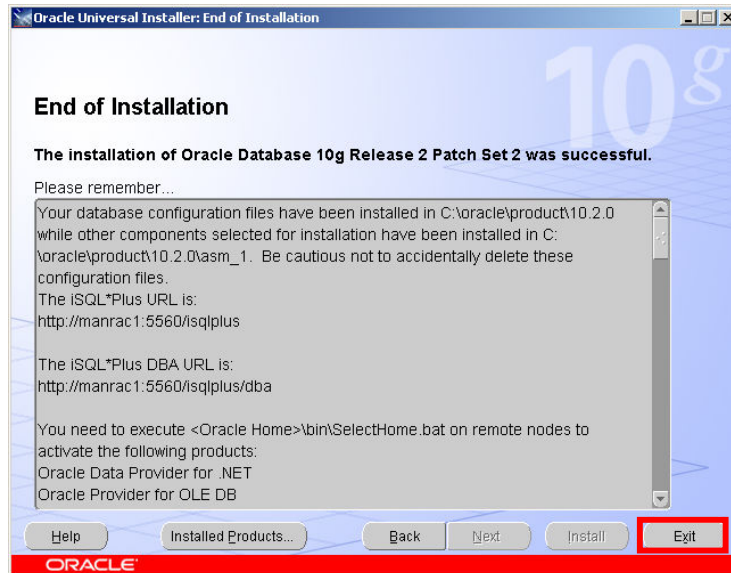 Oracle Universal Installer: End of Installation
10g
End of Installation
The installation of Oracle Database 10g Release 2 Patch Set 2 was successful.
Please remember...
Your database configuration files have been installed in C:\oracle\product\10.2.0
while other components selected for installation have been installed in C:
\oracle\product\10.2.0\asm_1. Be cautious not to accidentally delete these
configuration files.
The iSQL*Plus URL is:
http://manrac1:5560/isqlplus
The iSQL*Plus DBA URL is:
http://manrac1:5560/isqlplus/dba
You need to execute <Oracle Home>\bin\SelectHome.bat on remote nodes to
activate the following products:
Oracle Data Provider for .NET
Oracle Provider for OLE DB
Help Installed Products... Back Next Install Exit
ORACLE